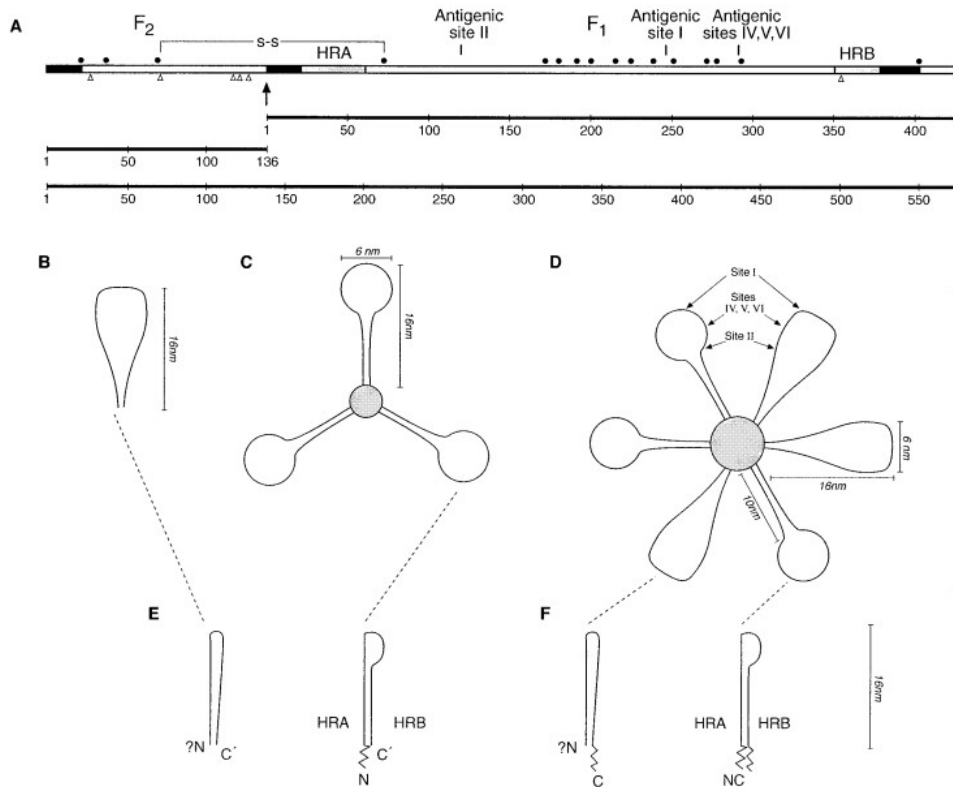 A
F2
S-S
HRA
Antigenic
site II
F1
Antigenic
site I
Antigenic
sites IV,V,VI
HRB
1 50 100 150 200 250 300 350 400
1 50 100 136
1 50 100 150 200 250 300 350 400 450 500 550
B
16nm
C
6 nm
16nm
D
Site I
Sites
IV, V, VI
Site II
6 nm
16nm
10nm
E
?N
C´
HRA
HRB
C´
N
F
?N
C
HRA
HRB
NC
16nm